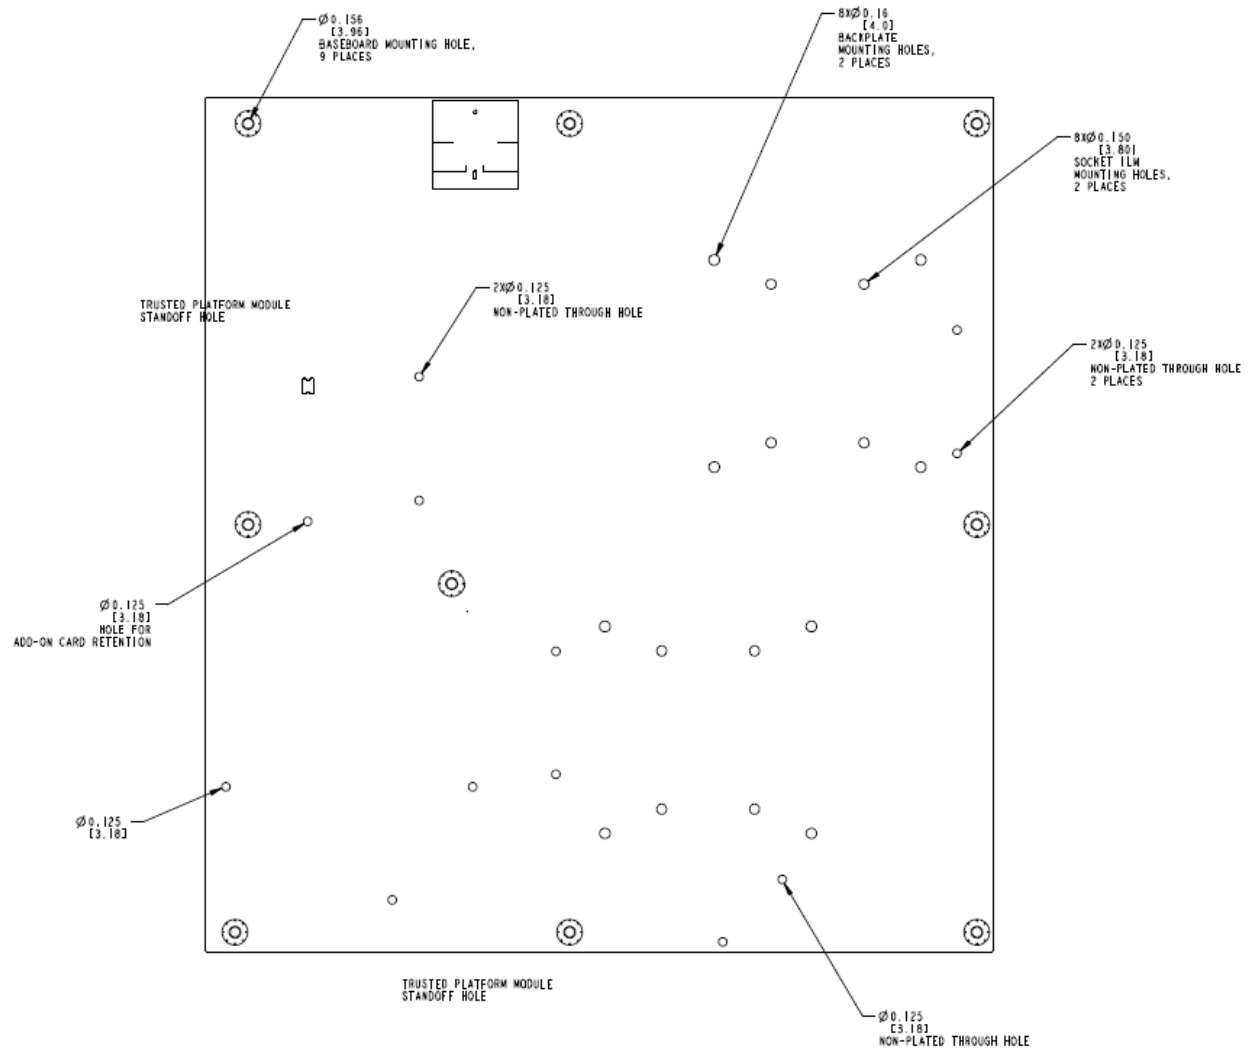 Ø0.156
[3.96]
BASEBOARD MOUNTING HOLE,
9 PLACES
8XØ0.16
[4.0]
BACKPLATE
MOUNTING HOLES,
2 PLACES
8XØ0.150
[3.80]
SOCKET ILM
MOUNTING HOLES,
2 PLACES
2XØ0.125
[3.18]
NON-PLATED THROUGH HOLE
TRUSTED PLATFORM MODULE
STANDOFF HOLE
2XØ0.125
[3.18]
NON-PLATED THROUGH HOLE
2 PLACES
Ø0.125
[3.18]
HOLE FOR
ADD-ON CARD RETENTION
Ø0.125
[3.18]
TRUSTED PLATFORM MODULE
STANDOFF HOLE
Ø0.125
[3.18]
NON-PLATED THROUGH HOLE